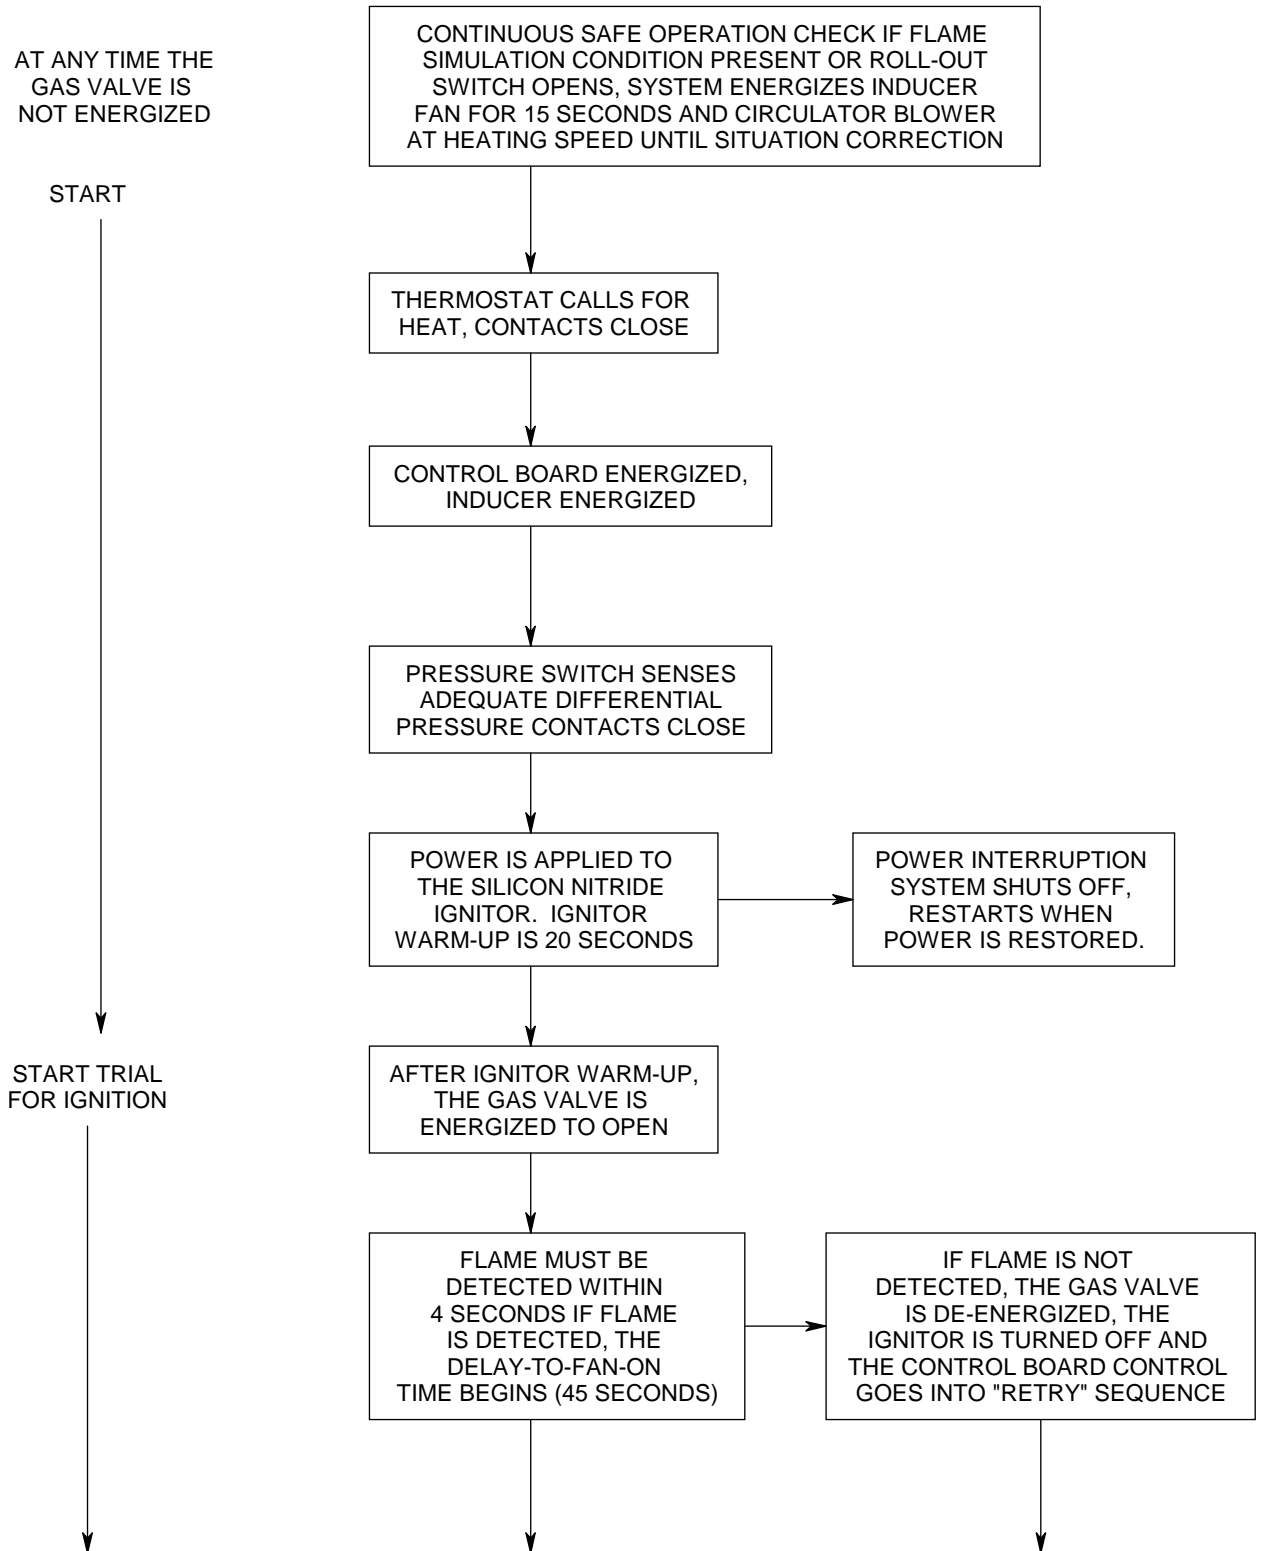 AT ANY TIME THE
GAS VALVE IS
NOT ENERGIZED
CONTINUOUS SAFE OPERATION CHECK IF FLAME
SIMULATION CONDITION PRESENT OR ROLL-OUT
SWITCH OPENS, SYSTEM ENERGIZES INDUCER
FAN FOR 15 SECONDS AND CIRCULATOR BLOWER
AT HEATING SPEED UNTIL SITUATION CORRECTION
START
THERMOSTAT CALLS FOR
HEAT, CONTACTS CLOSE
CONTROL BOARD ENERGIZED,
INDUCER ENERGIZED
PRESSURE SWITCH SENSES
ADEQUATE DIFFERENTIAL
PRESSURE CONTACTS CLOSE
POWER IS APPLIED TO
THE SILICON NITRIDE
IGNITOR. IGNITOR
WARM-UP IS 20 SECONDS
POWER INTERRUPTION
SYSTEM SHUTS OFF,
RESTARTS WHEN
POWER IS RESTORED.
START TRIAL
FOR IGNITION
AFTER IGNITOR WARM-UP,
THE GAS VALVE IS
ENERGIZED TO OPEN
FLAME MUST BE
DETECTED WITHIN
4 SECONDS IF FLAME
IS DETECTED, THE
DELAY-TO-FAN-ON
TIME BEGINS (45 SECONDS)
IF FLAME IS NOT
DETECTED, THE GAS VALVE
IS DE-ENERGIZED, THE
IGNITOR IS TURNED OFF AND
THE CONTROL BOARD CONTROL
GOES INTO "RETRY" SEQUENCE